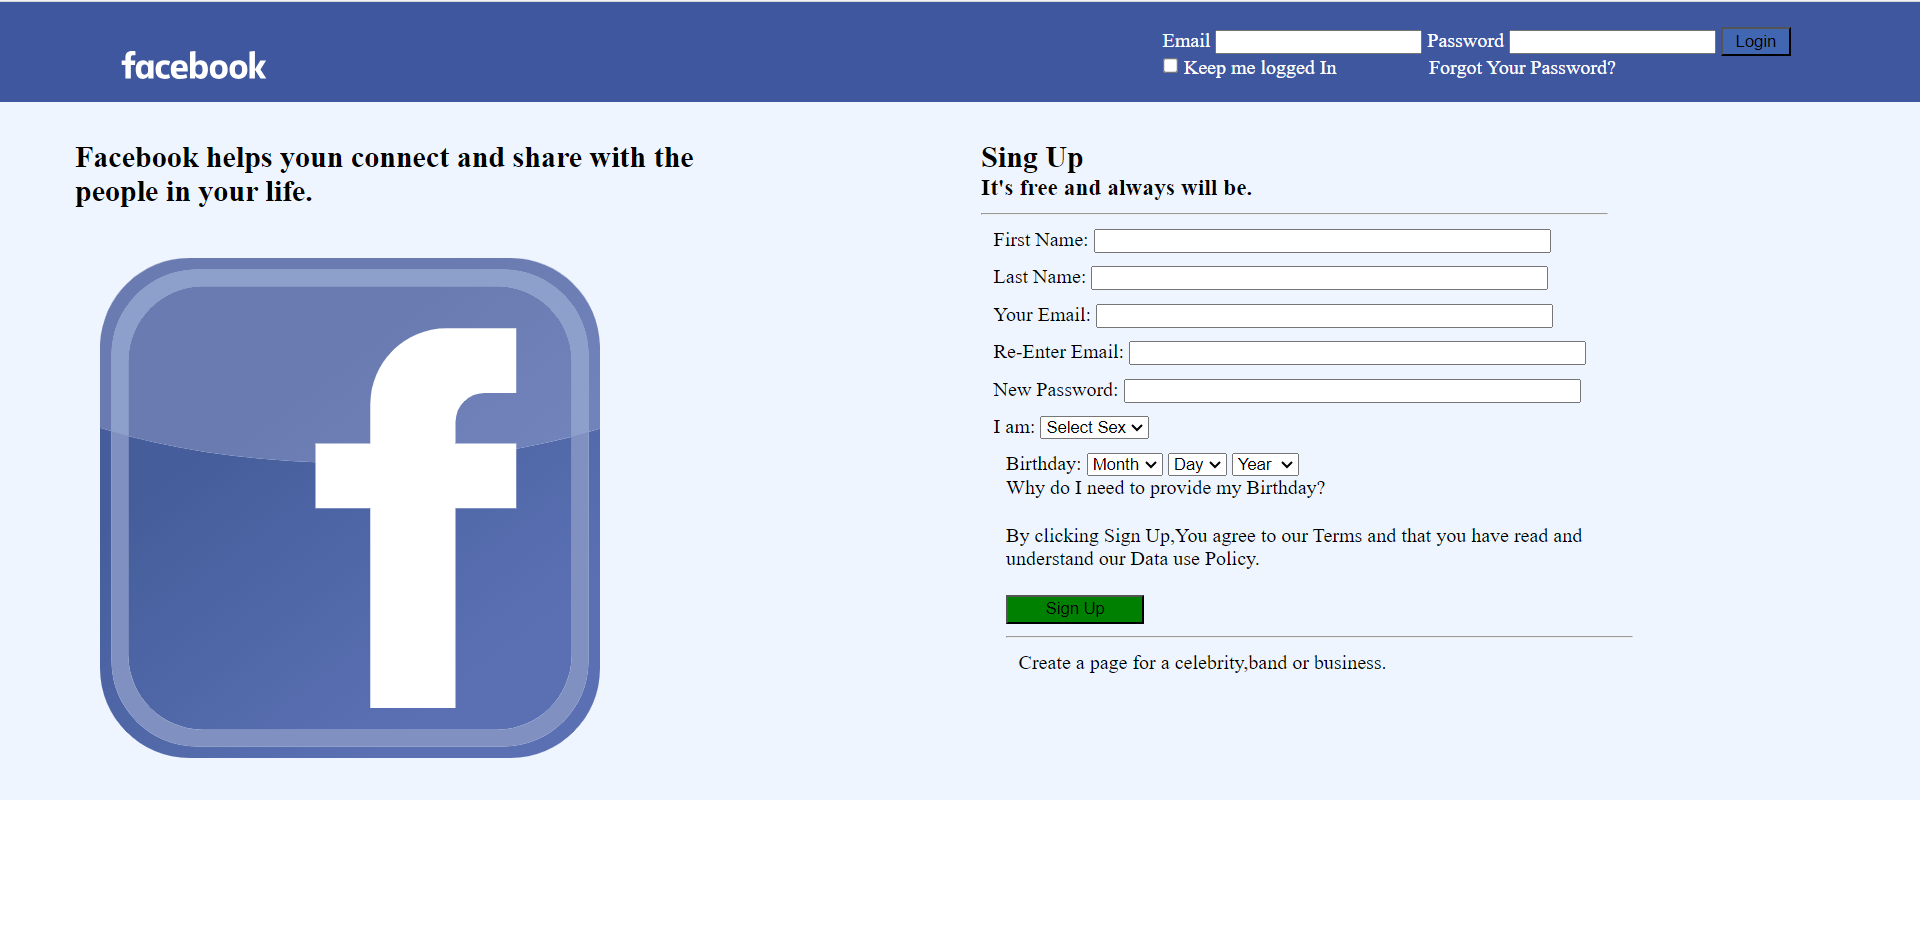 facebook
Email Password Login
Keep me logged In Forgot Your Password?
Facebook helps youn connect and share with the
people in your life.
Sing Up
It's free and always will be.
First Name:
Last Name:
Your Email:
Re-Enter Email:
New Password:
I am: Select Sex
Birthday: Month Day Year
Why do I need to provide my Birthday?
By clicking Sign Up,You agree to our Terms and that you have read and
understand our Data use Policy.
Sign Up
Create a page for a celebrity,band or business.
f